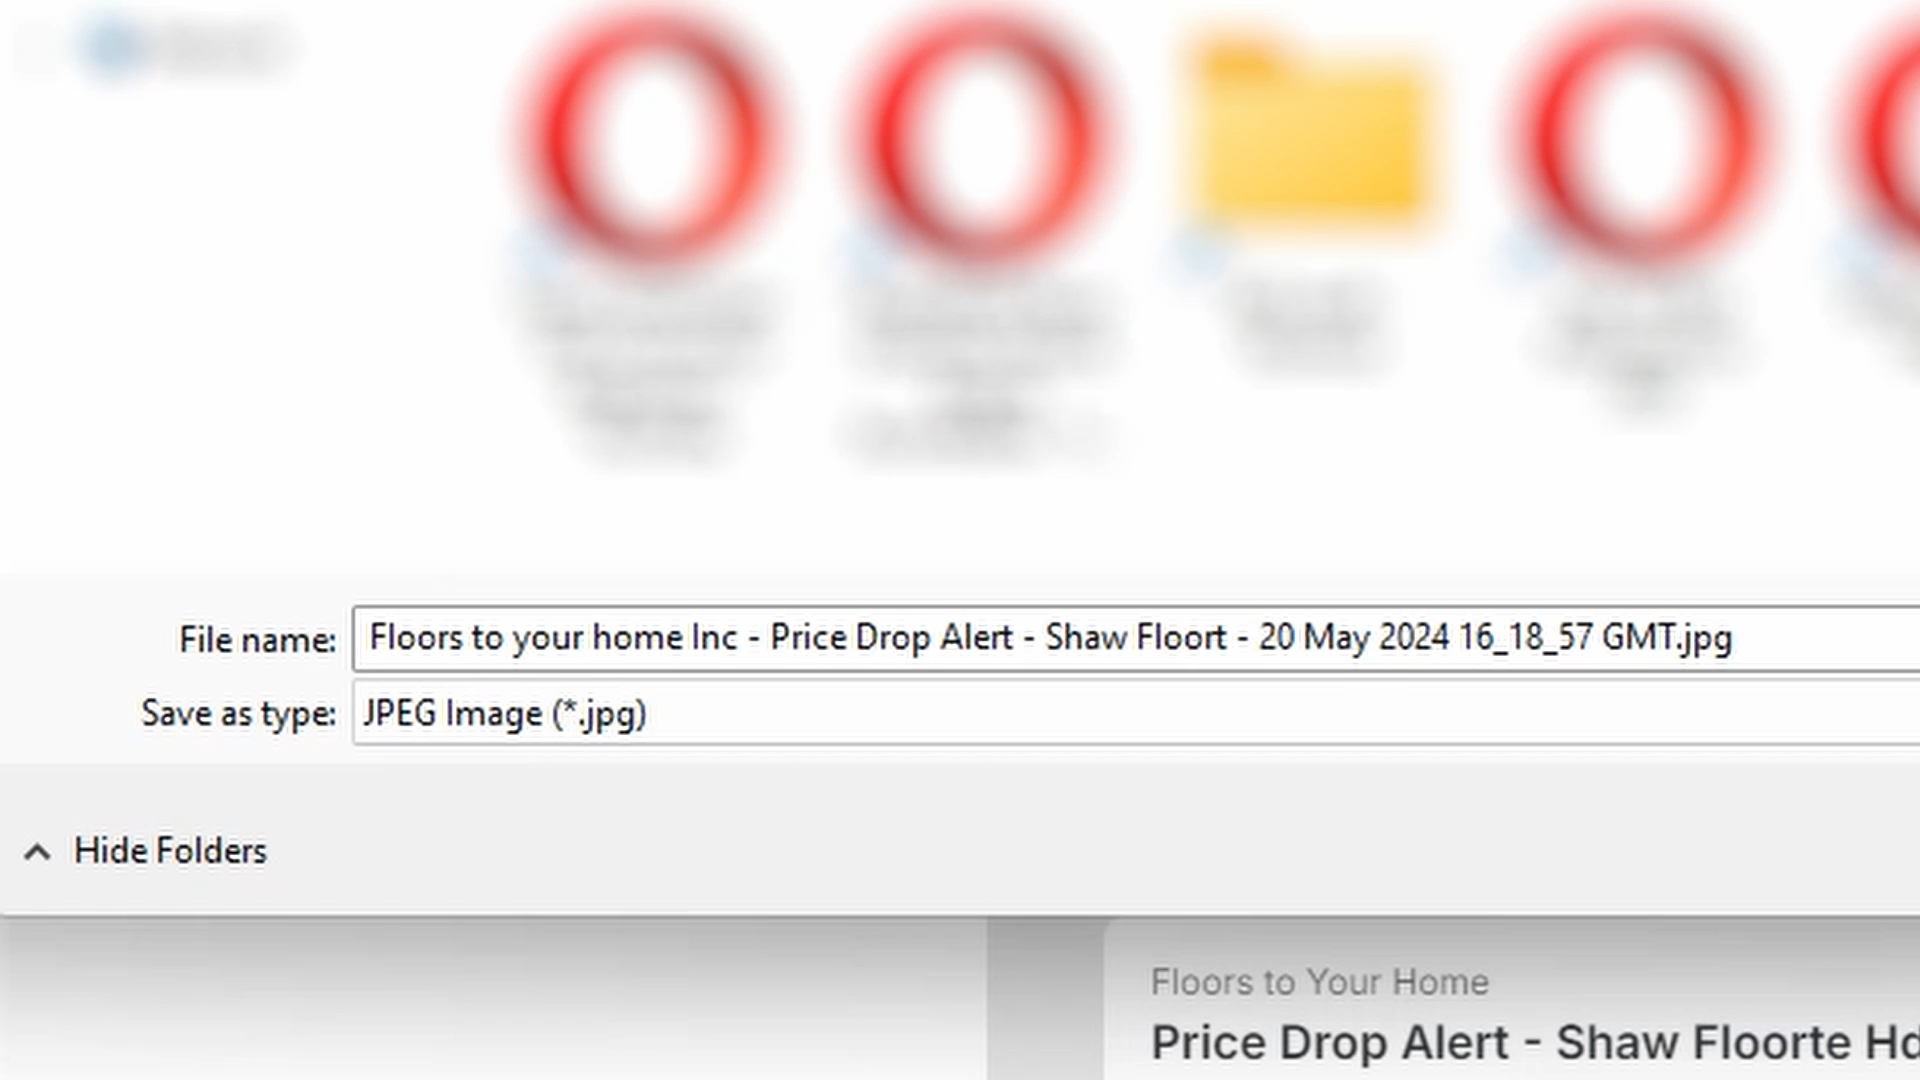 File name: Floors to your home Inc - Price Drop Alert - Shaw Floort - 20 May 2024 16_18_57 GMT.jpg
Save as type: JPEG Image (*.jpg)
Hide Folders
Floors to Your Home
Price Drop Alert - Shaw Floorte Hd